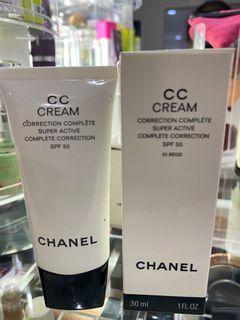 CC
CREAM
CORRECTION COMPLÈTE
SUPER ACTIVE
COMPLETE CORRECTION
SPF 50
CHANEL
CC
CREAM
CORRECTION COMPLÈTE
SUPER ACTIVE
COMPLETE CORRECTION
SPF 50
20 BEIGE
CHANEL
30 ml
1 FL.OZ.